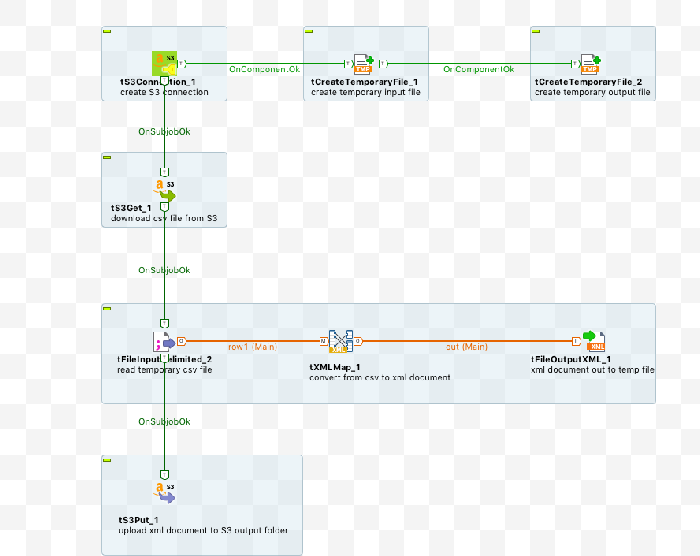 tS3Connection_1
create S3 connection
OnComponentOk
tCreateTemporaryFile_1
create temporary input file
OnComponentOk
tCreateTemporaryFile_2
create temporary output file
OnSubjobOk
tS3Get_1
download csv file from S3
OnSubjobOk
tFileInputDelimited_2
read temporary csv file
row1 (Main)
tXMLMap_1
convert from csv to xml document
out (Main)
tFileOutputXML_1
xml document out to temp file
OnSubjobOk
tS3Put_1
upload xml document to S3 output folder